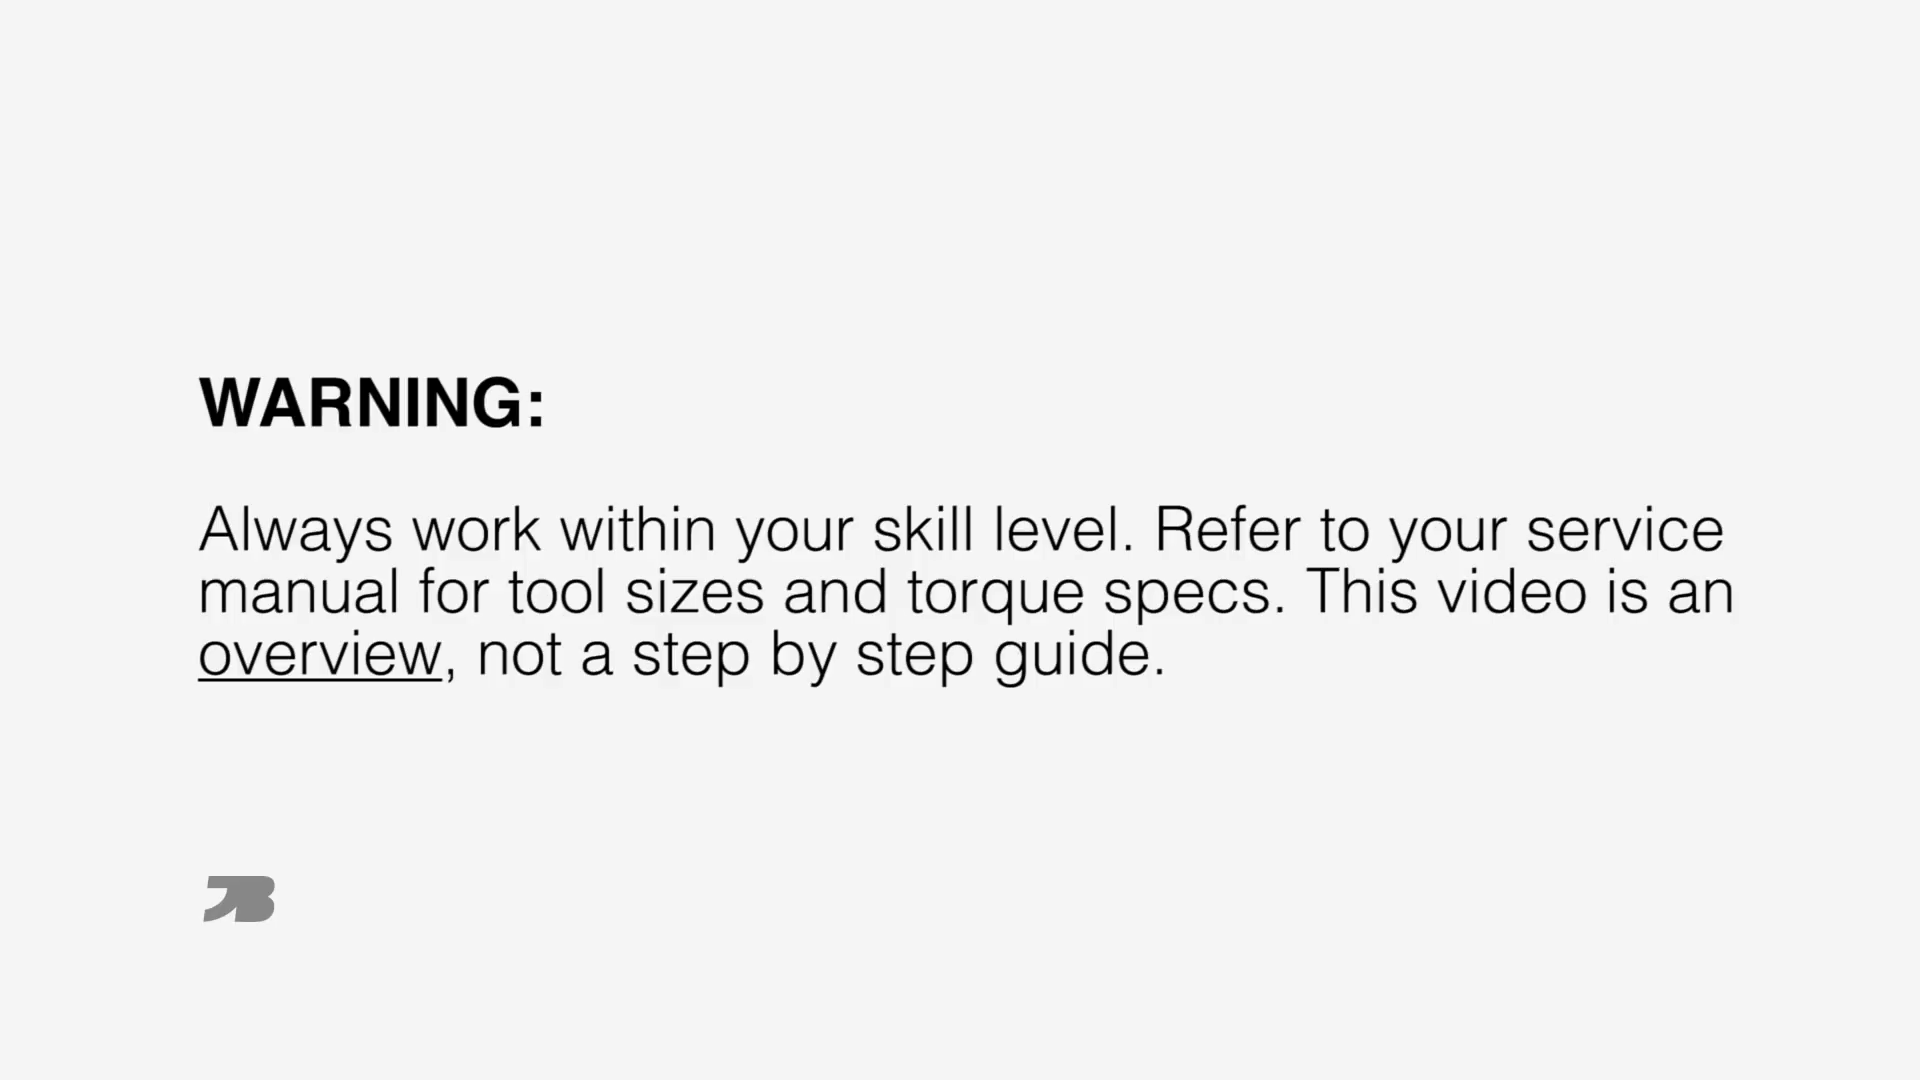 WARNING:
Always work within your skill level. Refer to your service
manual for tool sizes and torque specs. This video is an
overview, not a step by step guide.
JB